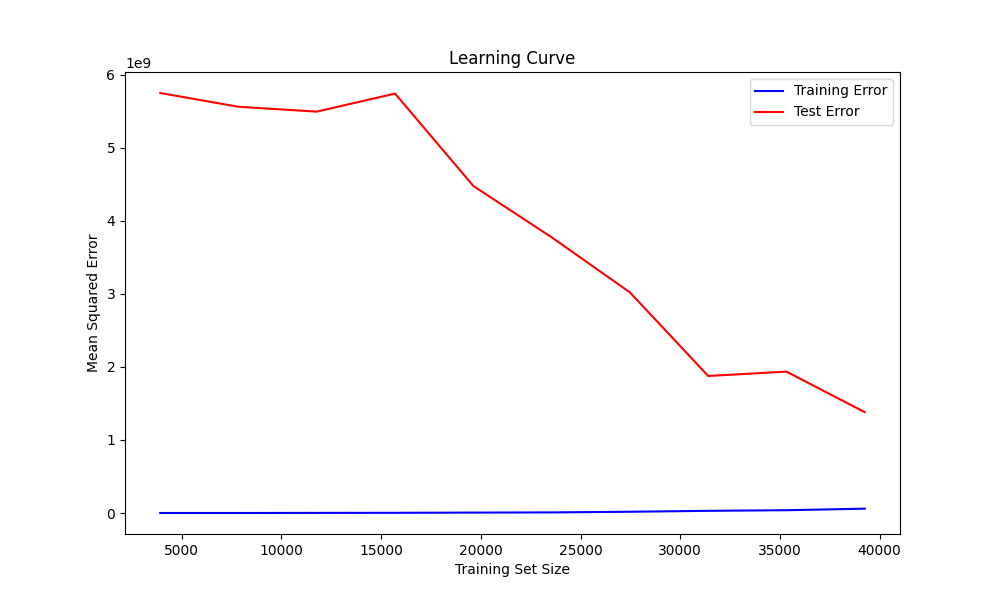 Learning Curve
1e9
Training Error
Test Error
6
5
4
3
2
1
0
Mean Squared Error
5000 10000 15000 20000 25000 30000 35000 40000
Training Set Size